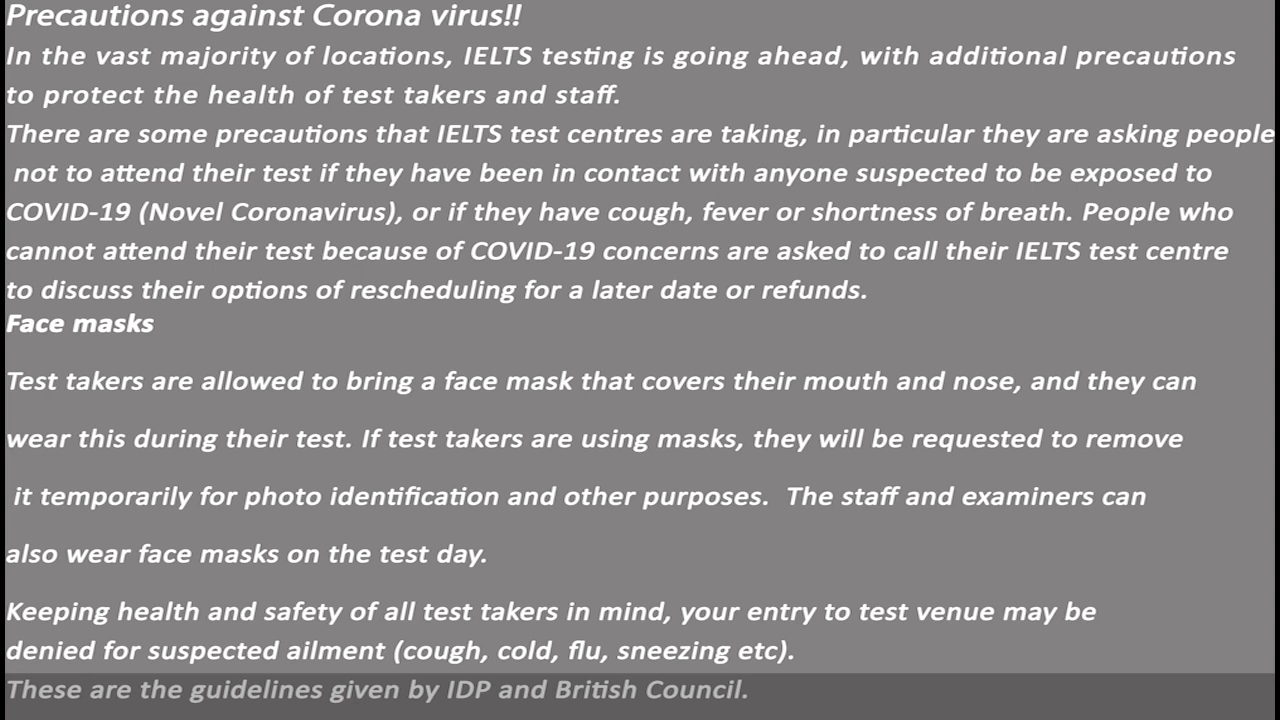 Precautions against Corona virus!!
In the vast majority of locations, IELTS testing is going ahead, with additional precautions
to protect the health of test takers and staff.
There are some precautions that IELTS test centres are taking, in particular they are asking people
not to attend their test if they have been in contact with anyone suspected to be exposed to
COVID-19 (Novel Coronavirus), or if they have cough, fever or shortness of breath. People who
cannot attend their test because of COVID-19 concerns are asked to call their IELTS test centre
to discuss their options of rescheduling for a later date or refunds.
Face masks
Test takers are allowed to bring a face mask that covers their mouth and nose, and they can
wear this during their test. If test takers are using masks, they will be requested to remove
it temporarily for photo identification and other purposes.  The staff and examiners can
also wear face masks on the test day.
Keeping health and safety of all test takers in mind, your entry to test venue may be
denied for suspected ailment (cough, cold, flu, sneezing etc).
These are the guidelines given by IDP and British Council.